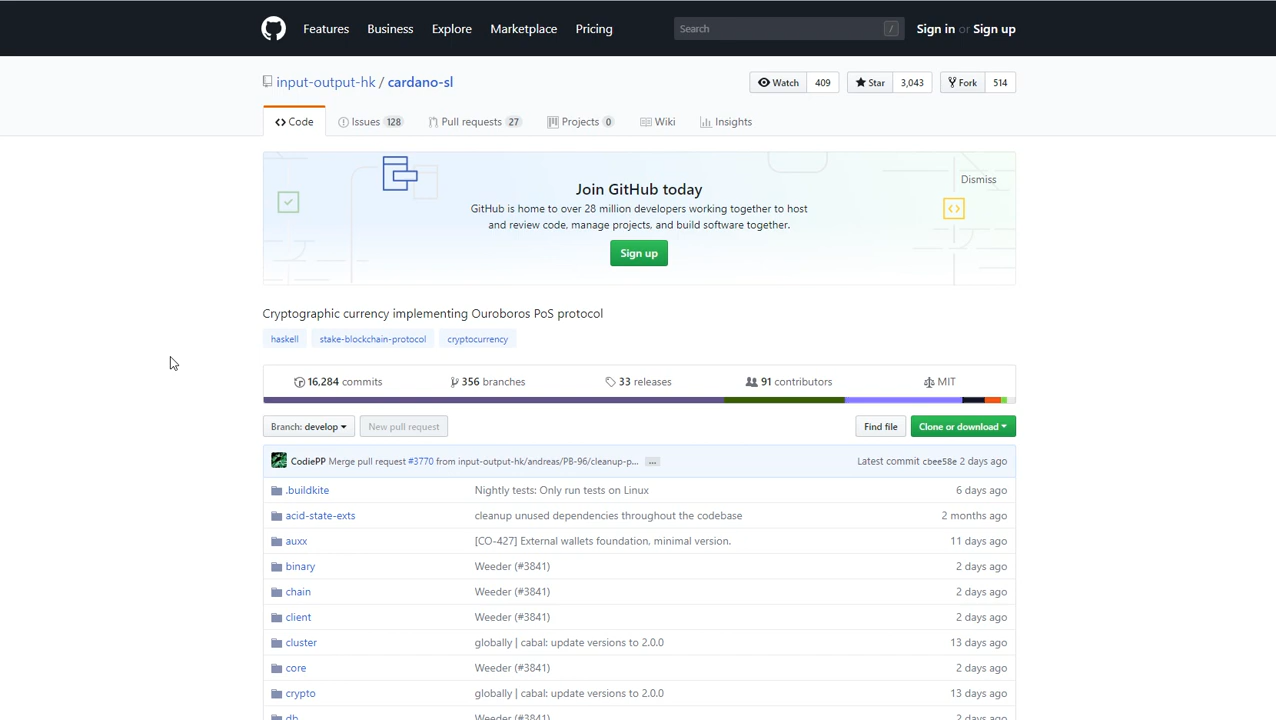 Features Business Explore Marketplace Pricing Search / Sign in or Sign up
input-output-hk / cardano-sl Watch 409 Star 3,043 Fork 514
Code Issues 128 Pull requests 27 Projects 0 Wiki Insights
Join GitHub today
Dismiss
GitHub is home to over 28 million developers working together to host
and review code, manage projects, and build software together.
Sign up
Cryptographic currency implementing Ouroboros PoS protocol
haskell stake-blockchain-protocol cryptocurrency
16,284 commits 356 branches 33 releases 91 contributors MIT
Branch: develop New pull request Find file Clone or download
CodiePP Merge pull request #3770 from input-output-hk/andreas/PB-96/cleanup-p... ... Latest commit cbee58e 2 days ago
.buildkite Nightly tests: Only run tests on Linux 6 days ago
acid-state-exts cleanup unused dependencies throughout the codebase 2 months ago
auxx [CO-427] External wallets foundation, minimal version. 11 days ago
binary Weeder (#3841) 2 days ago
chain Weeder (#3841) 2 days ago
client Weeder (#3841) 2 days ago
cluster globally | cabal: update versions to 2.0.0 13 days ago
core Weeder (#3841) 2 days ago
crypto globally | cabal: update versions to 2.0.0 13 days ago
db Weeder (#3841) 2 days ago